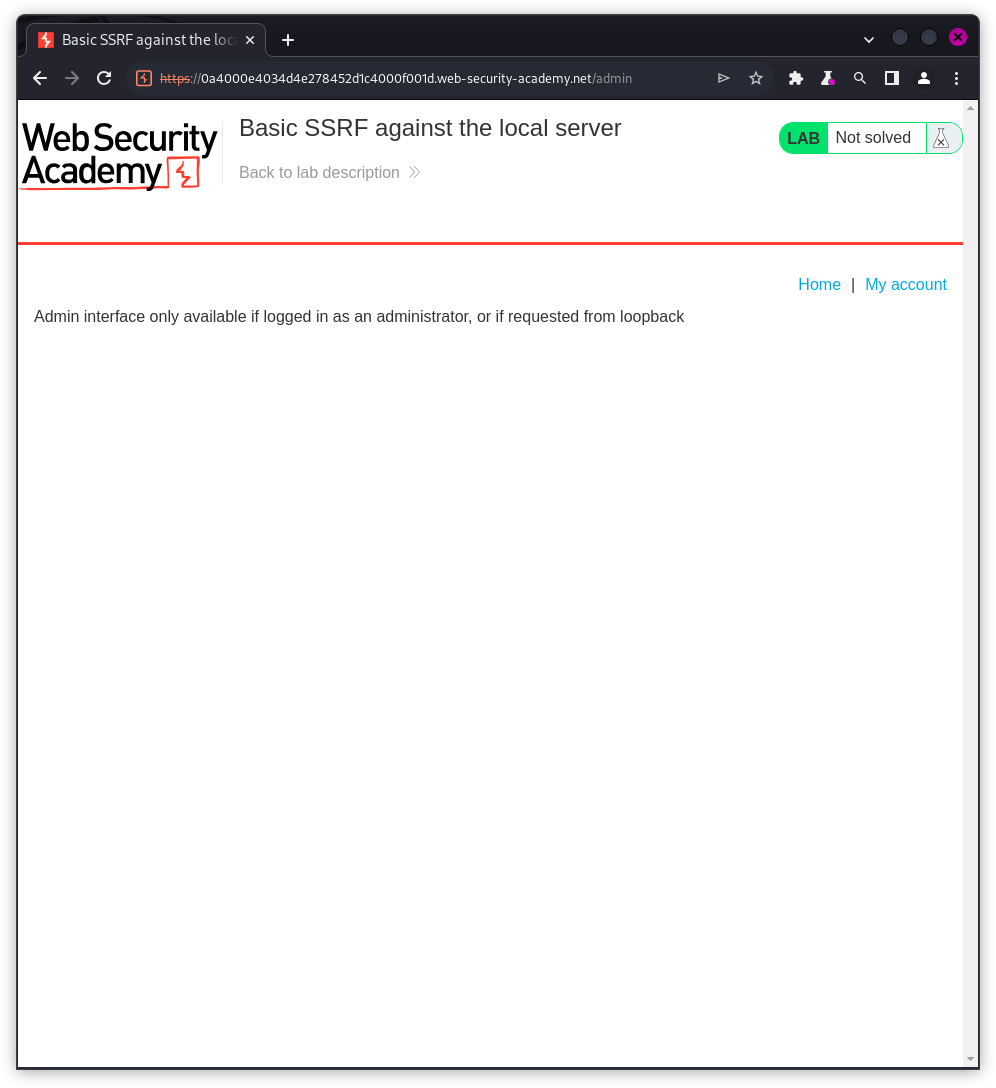 Basic SSRF against the loc
https://0a4000e4034d4e278452d1c4000f001d.web-security-academy.net/admin
Web Security
Academy
Basic SSRF against the local server
Back to lab description
LAB Not solved
Home | My account
Admin interface only available if logged in as an administrator, or if requested from loopback